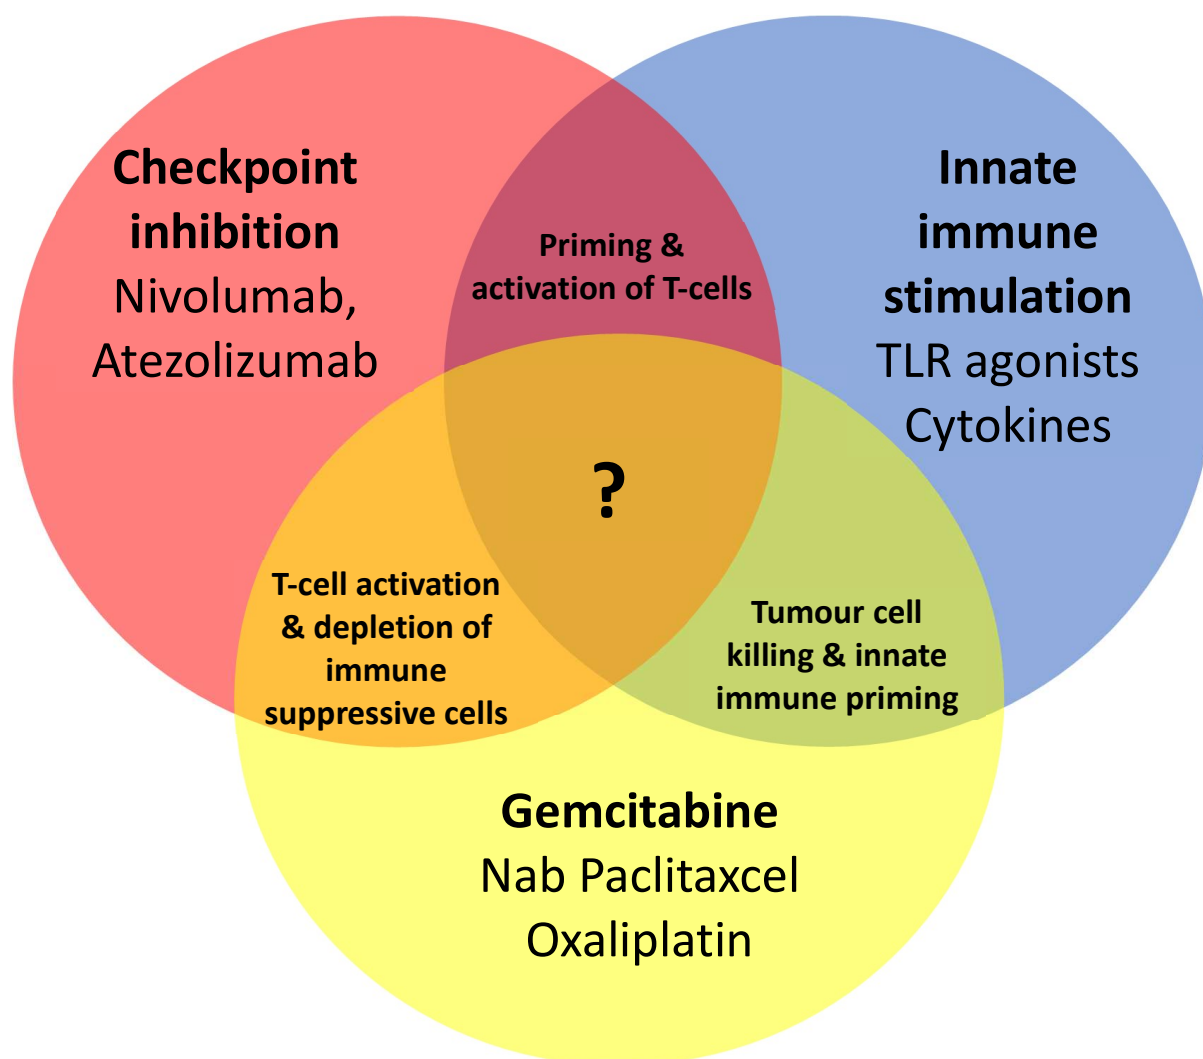 Checkpoint
inhibition
Nivolumab,
Atezolizumab
Priming &
activation of T-cells
Innate
immune
stimulation
TLR agonists
Cytokines
?
T-cell activation
& depletion of
immune
suppressive cells
Tumour cell
killing & innate
immune priming
Gemcitabine
Nab Paclitaxcel
Oxaliplatin